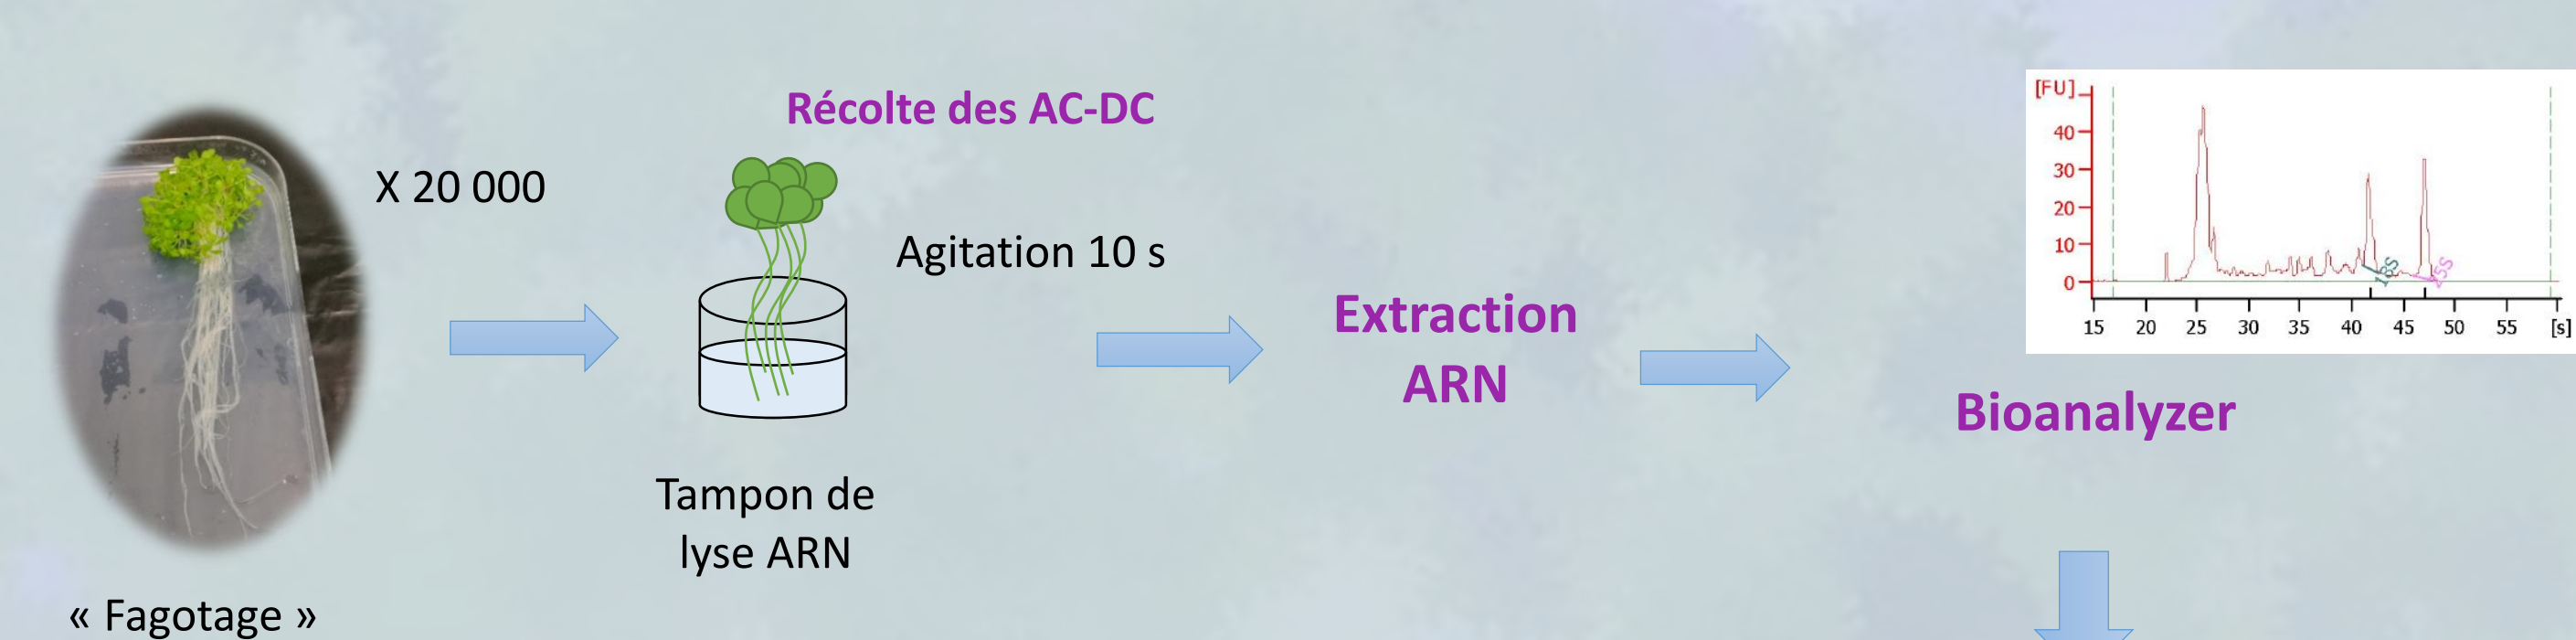 Récolte des AC-DC
X 20 000
Agitation 10 s
Tampon de
lyse ARN
« Fagotage »
Extraction
ARN
[FU]
40
30
20
10
0
18S
25S
15 20 25 30 35 40 45 50 55 [s]
Bioanalyzer